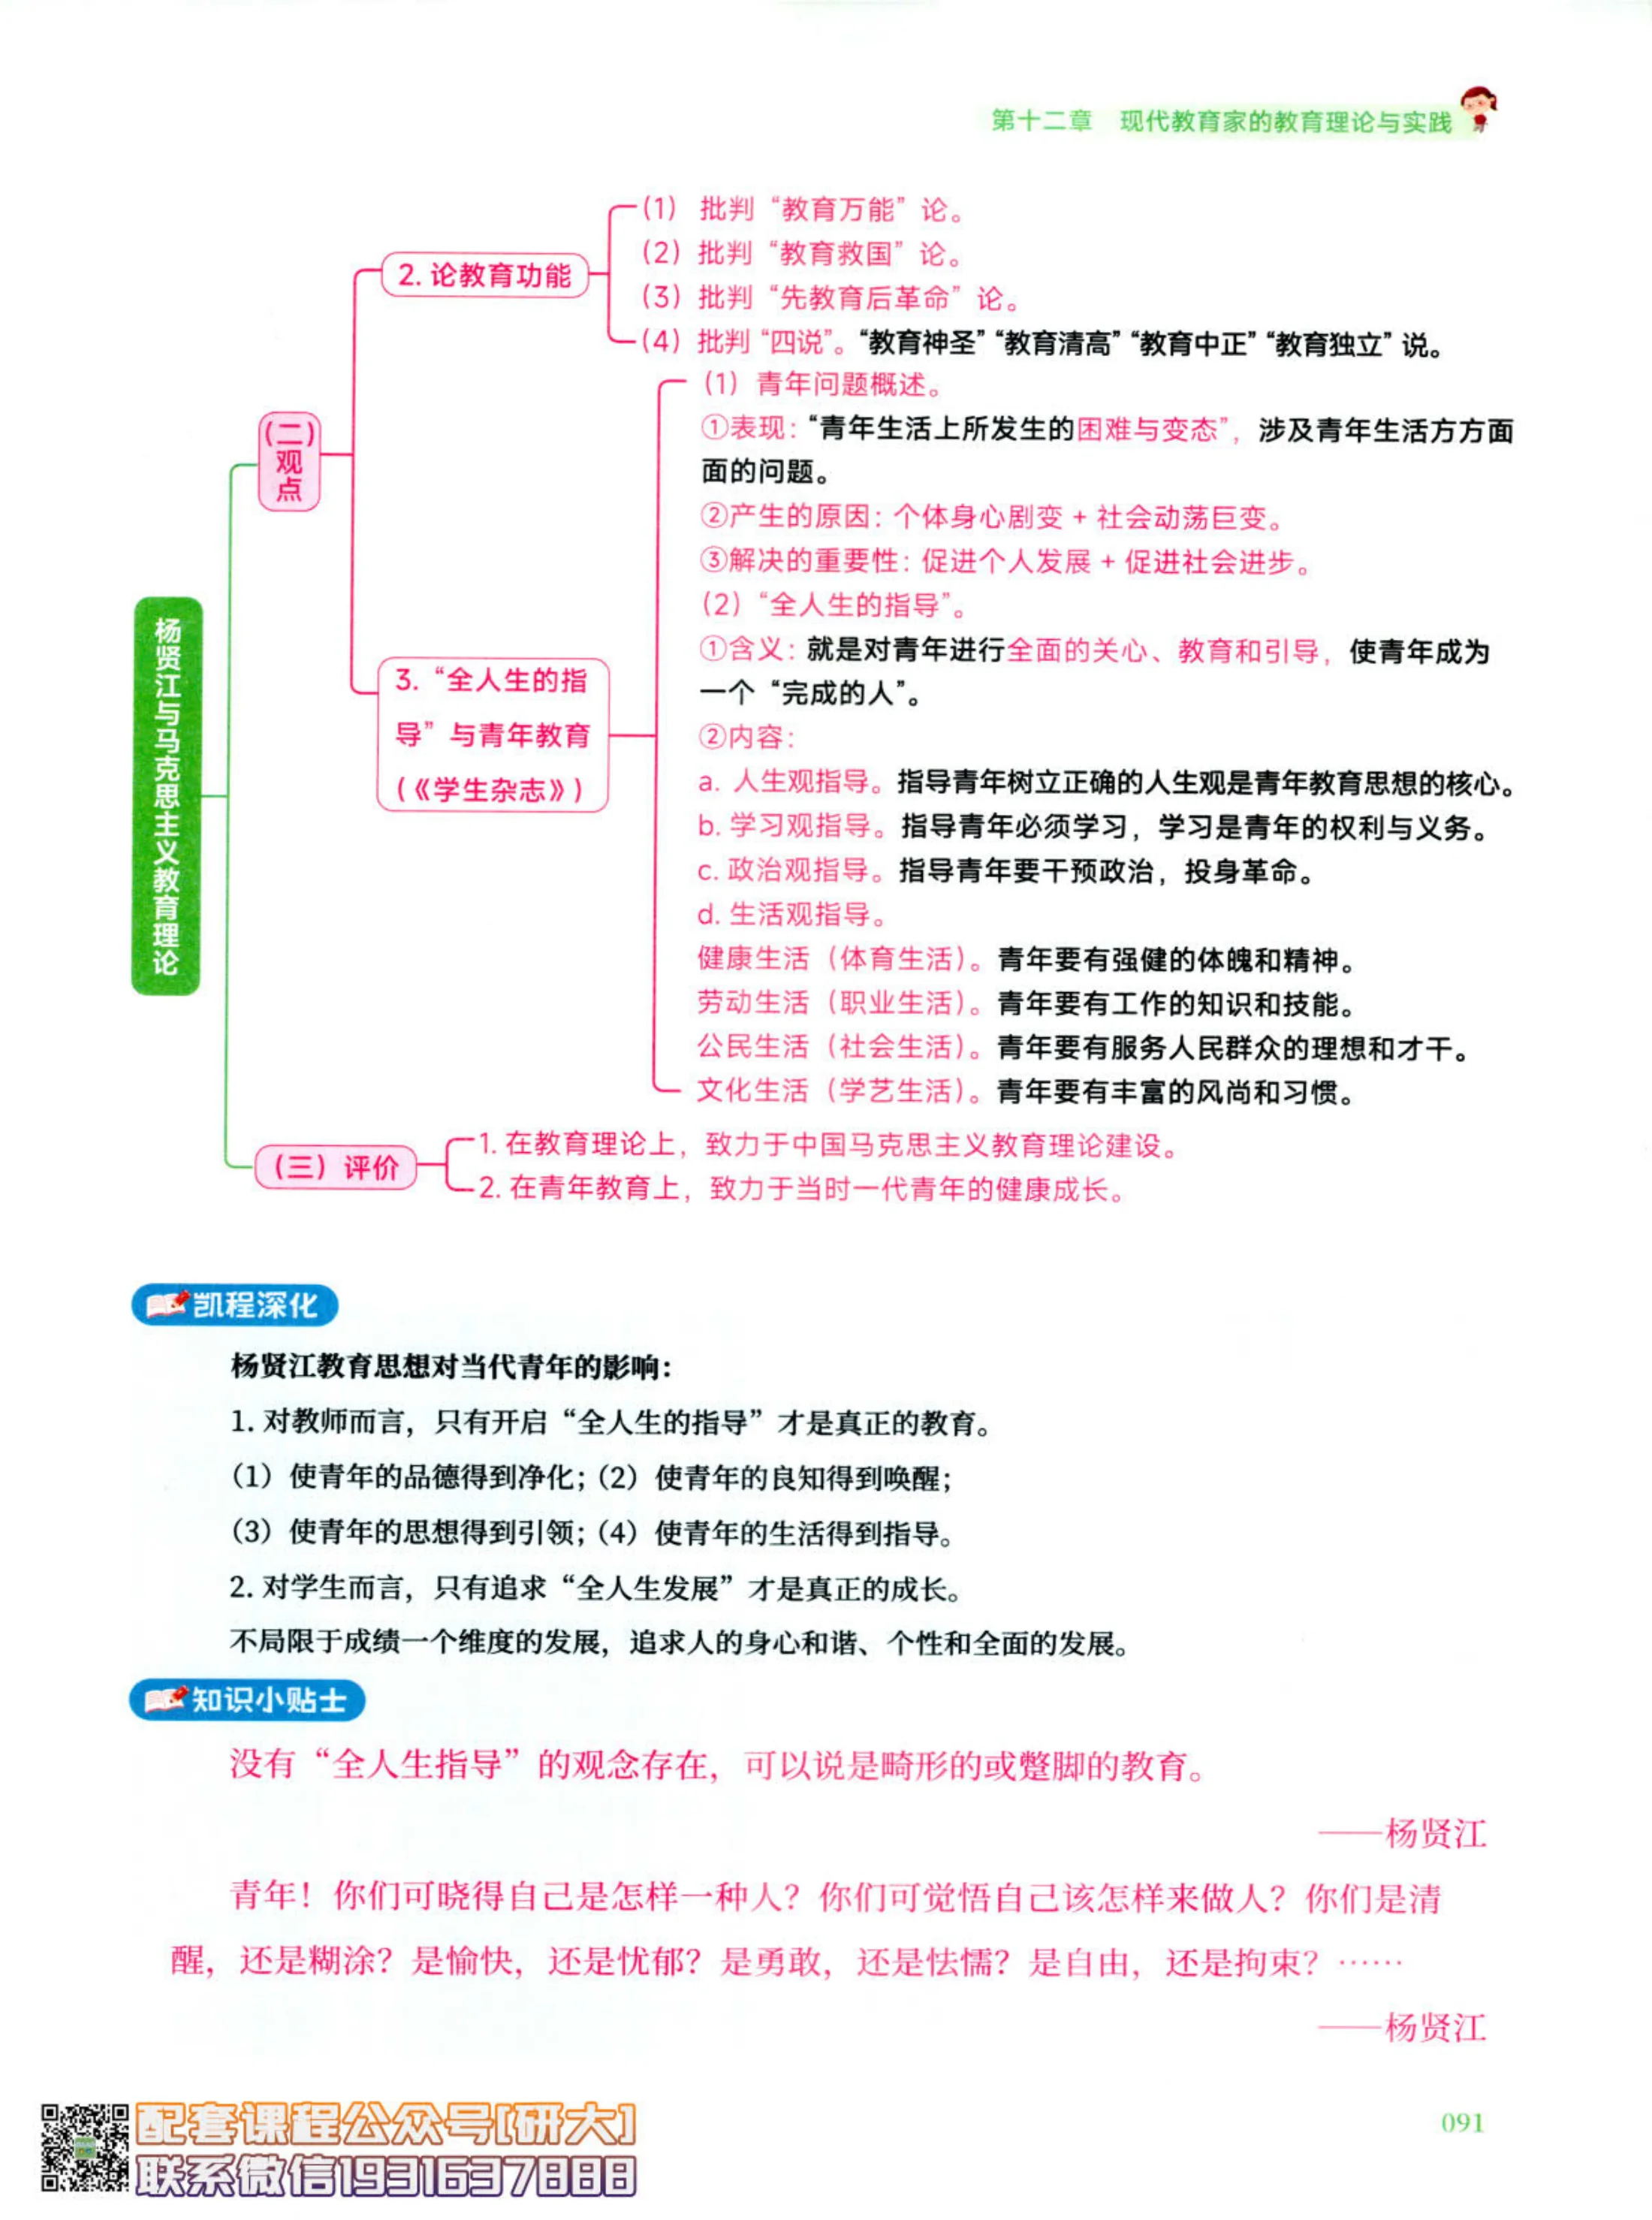 第十二章 现代教育家的教育理论与实践
杨贤江与马克思主义教育理论
(二)观点
2. 论教育功能
(1) 批判“教育万能”论。
(2) 批判“教育救国”论。
(3) 批判“先教育后革命”论。
(4) 批判“四说”。“教育神圣”“教育清高”“教育中正”“教育独立”说。
3.“全人生的指
导”与青年教育
(《学生杂志》)
(1) 青年问题概述。
①表现:“青年生活上所发生的困难与变态”,涉及青年生活方方面
面的问题。
②产生的原因:个体身心剧变 + 社会动荡巨变。
③解决的重要性:促进个人发展 + 促进社会进步。
(2)“全人生的指导”。
①含义:就是对青年进行全面的关心、教育和引导,使青年成为
一个“完成的人”。
②内容:
a. 人生观指导。指导青年树立正确的人生观是青年教育思想的核心。
b. 学习观指导。指导青年必须学习,学习是青年的权利与义务。
c. 政治观指导。指导青年要干预政治,投身革命。
d. 生活观指导。
健康生活(体育生活)。青年要有强健的体魄和精神。
劳动生活(职业生活)。青年要有工作的知识和技能。
公民生活(社会生活)。青年要有服务人民群众的理想和才干。
文化生活(学艺生活)。青年要有丰富的风尚和习惯。
(三)评价
1. 在教育理论上,致力于中国马克思主义教育理论建设。
2. 在青年教育上,致力于当时一代青年的健康成长。
凯程深化
杨贤江教育思想对当代青年的影响:
1. 对教师而言,只有开启“全人生的指导”才是真正的教育。
(1)使青年的品德得到净化;(2)使青年的良知得到唤醒;
(3)使青年的思想得到引领;(4)使青年的生活得到指导。
2. 对学生而言,只有追求“全人生发展”才是真正的成长。
不局限于成绩一个维度的发展,追求人的身心和谐、个性和全面的发展。
知识小贴士
没有“全人生指导”的观念存在,可以说是畸形的或蹩脚的教育。
——杨贤江
青年!你们可晓得自己是怎样一种人?你们可觉悟自己该怎样来做人?你们是清
醒,还是糊涂?是愉快,还是忧郁?是勇敢,还是怯懦?是自由,还是拘束?……
——杨贤江
配套课程公众号[研大]
联系微信1931637888
091